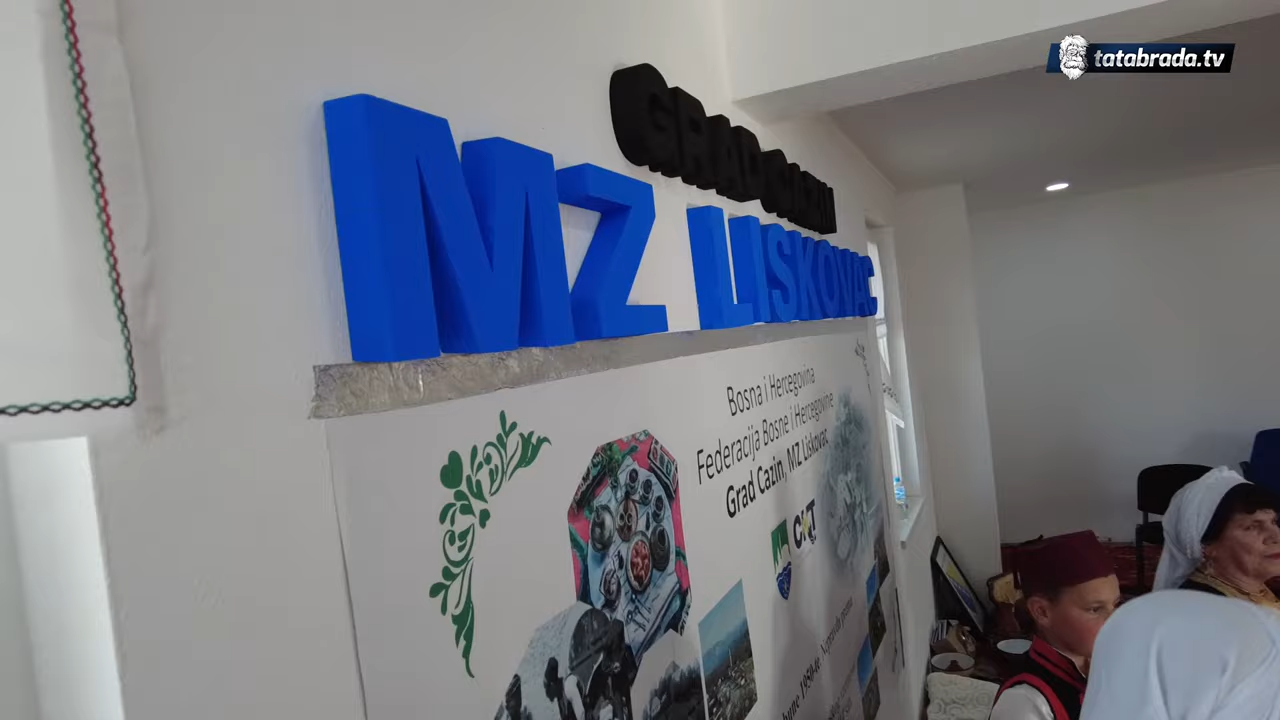 tatabrada.tv
GRAD CAZIN
MZ LISKOVAC
Bosna i Hercegovina
Federacija Bosne i Hercegovine
Grad Cazin, MZ Liskovac